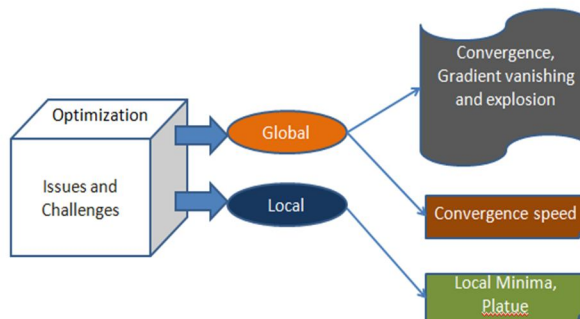 Optimization
Issues and
Challenges
Global
Local
Convergence,
Gradient vanishing
and explosion
Convergence speed
Local Minima,
Platue